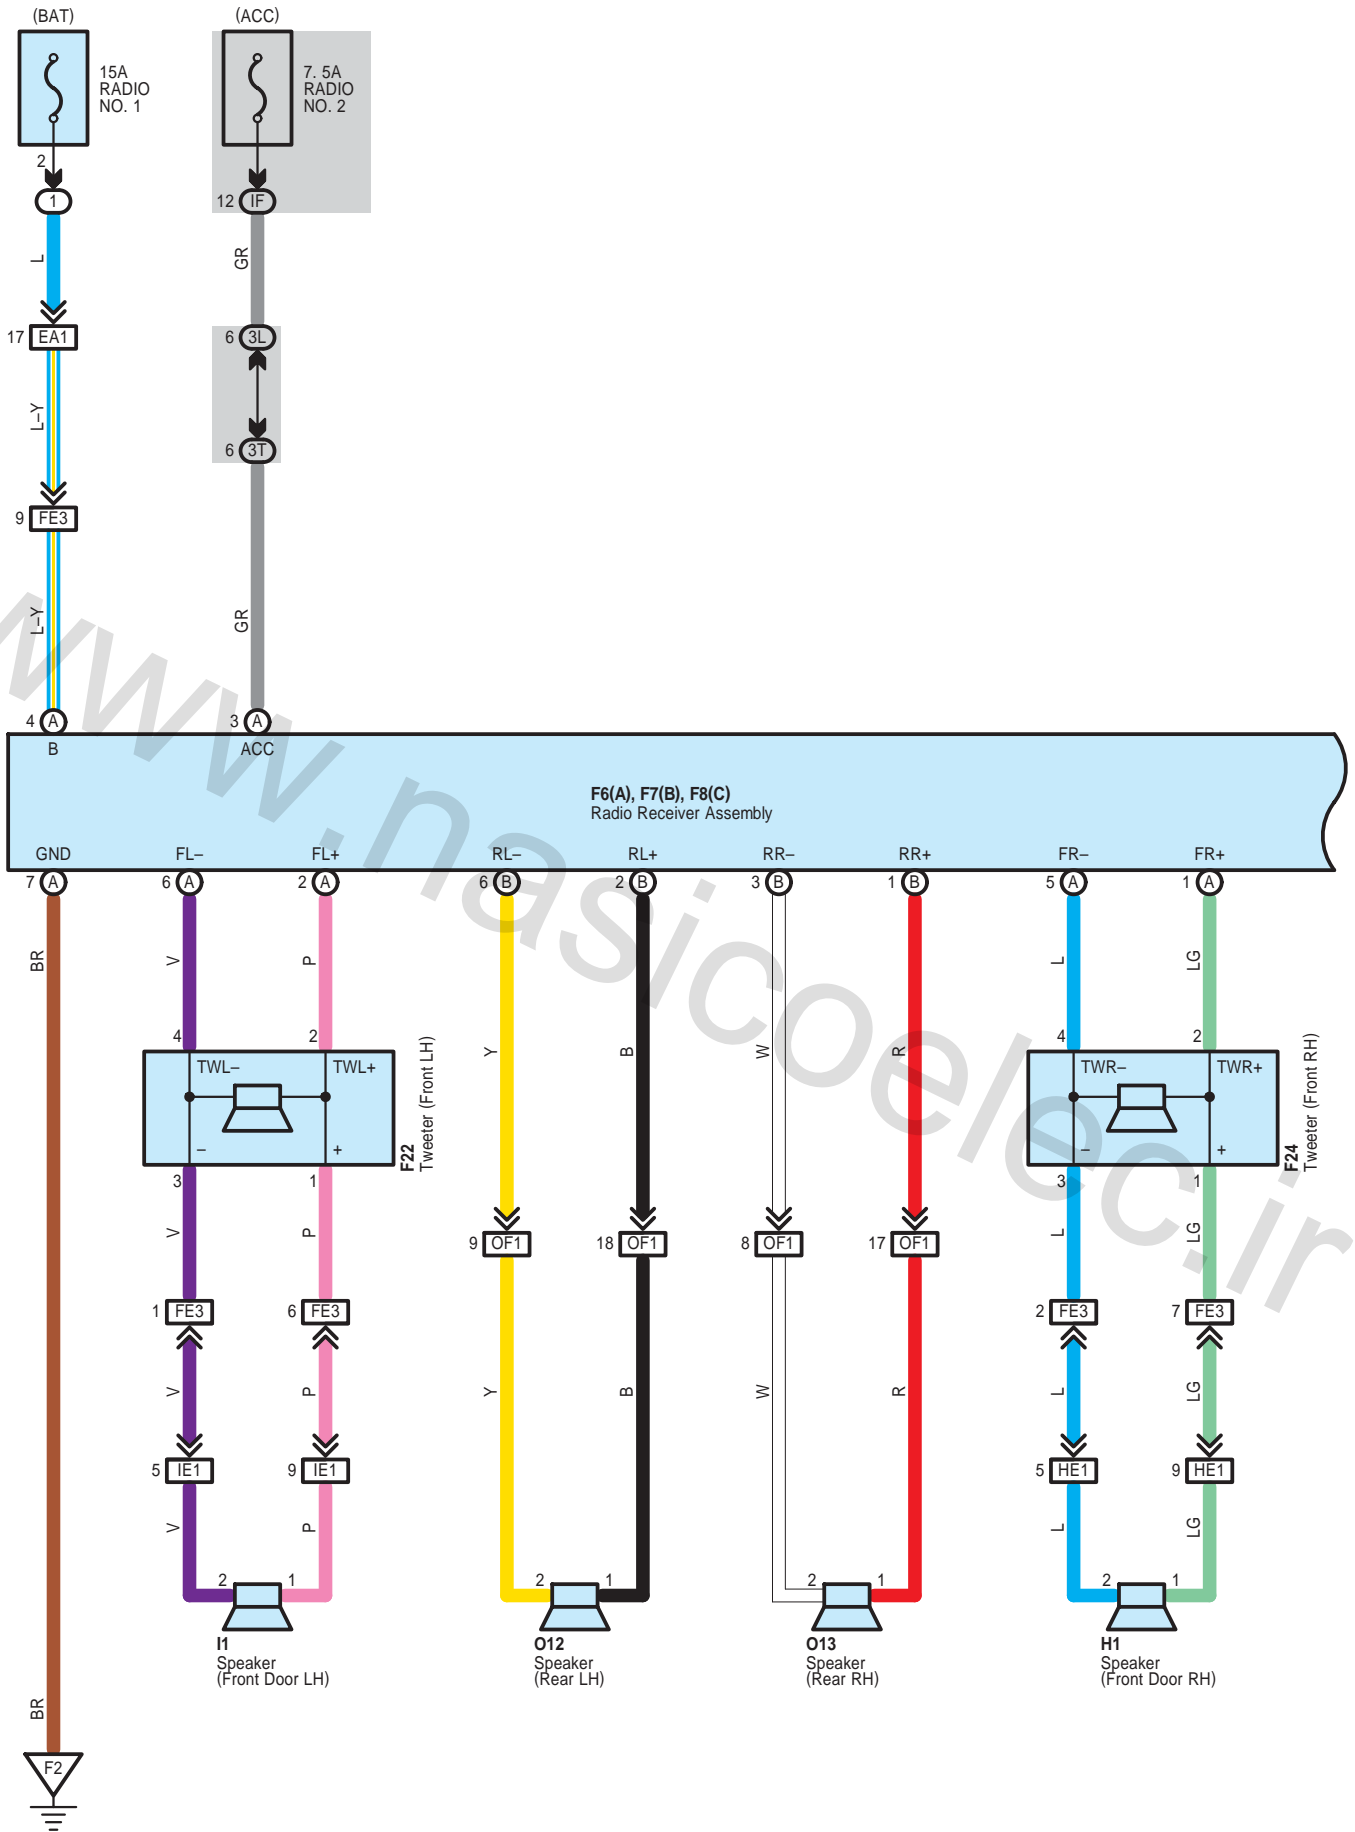 (BAT)
(ACC)
15A
RADIO
NO. 1
7. 5A
RADIO
NO. 2
2
1
12 IF
L
GR
17 EA1
6 3L
L–Y
6 3T
9 FE3
L–Y
GR
4 A
3 A
B
ACC
F6(A), F7(B), F8(C)
Radio Receiver Assembly
GND
FL–
FL+
RL–
RL+
RR–
RR+
FR–
FR+
7 A
6 A
2 A
6 B
2 B
3 B
1 B
5 A
1 A
BR
V
P
L
LG
4
2
4
2
Y
B
W
R
TWL–
TWL+
TWR–
TWR+
–
+
–
+
F22
Tweeter (Front LH)
F24
Tweeter (Front RH)
3
1
3
1
V
P
L
LG
9 OF1
18 OF1
8 OF1
17 OF1
1 FE3
6 FE3
2 FE3
7 FE3
V
P
Y
B
W
R
L
LG
5 IE1
9 IE1
5 HE1
9 HE1
V
P
L
LG
2
1
2
1
2
1
2
1
I1
Speaker
(Front Door LH)
O12
Speaker
(Rear LH)
O13
Speaker
(Rear RH)
H1
Speaker
(Front Door RH)
BR
F2
www.nasicoelec.ir